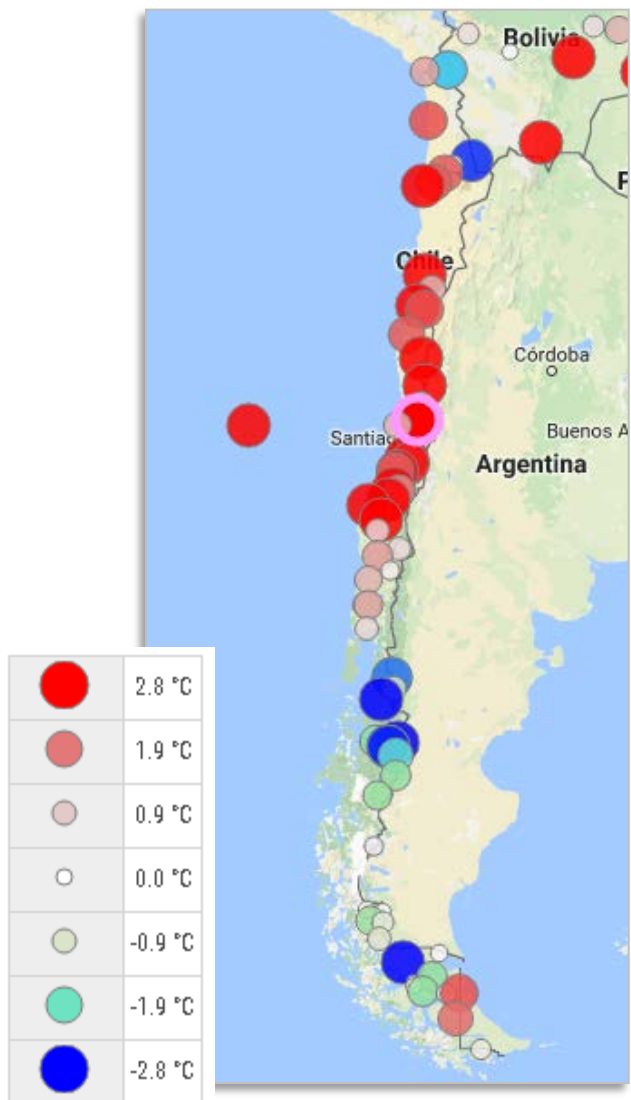 Bolivia
P
Chile
Córdoba
Santiag
Buenos A
Argentina
2.8 °C
1.9 °C
0.9 °C
0.0 °C
-0.9 °C
-1.9 °C
-2.8 °C